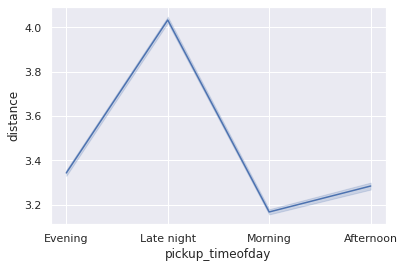 4.0
3.8
3.6
3.4
3.2
distance
Evening Late night Morning Afternoon
pickup_timeofday